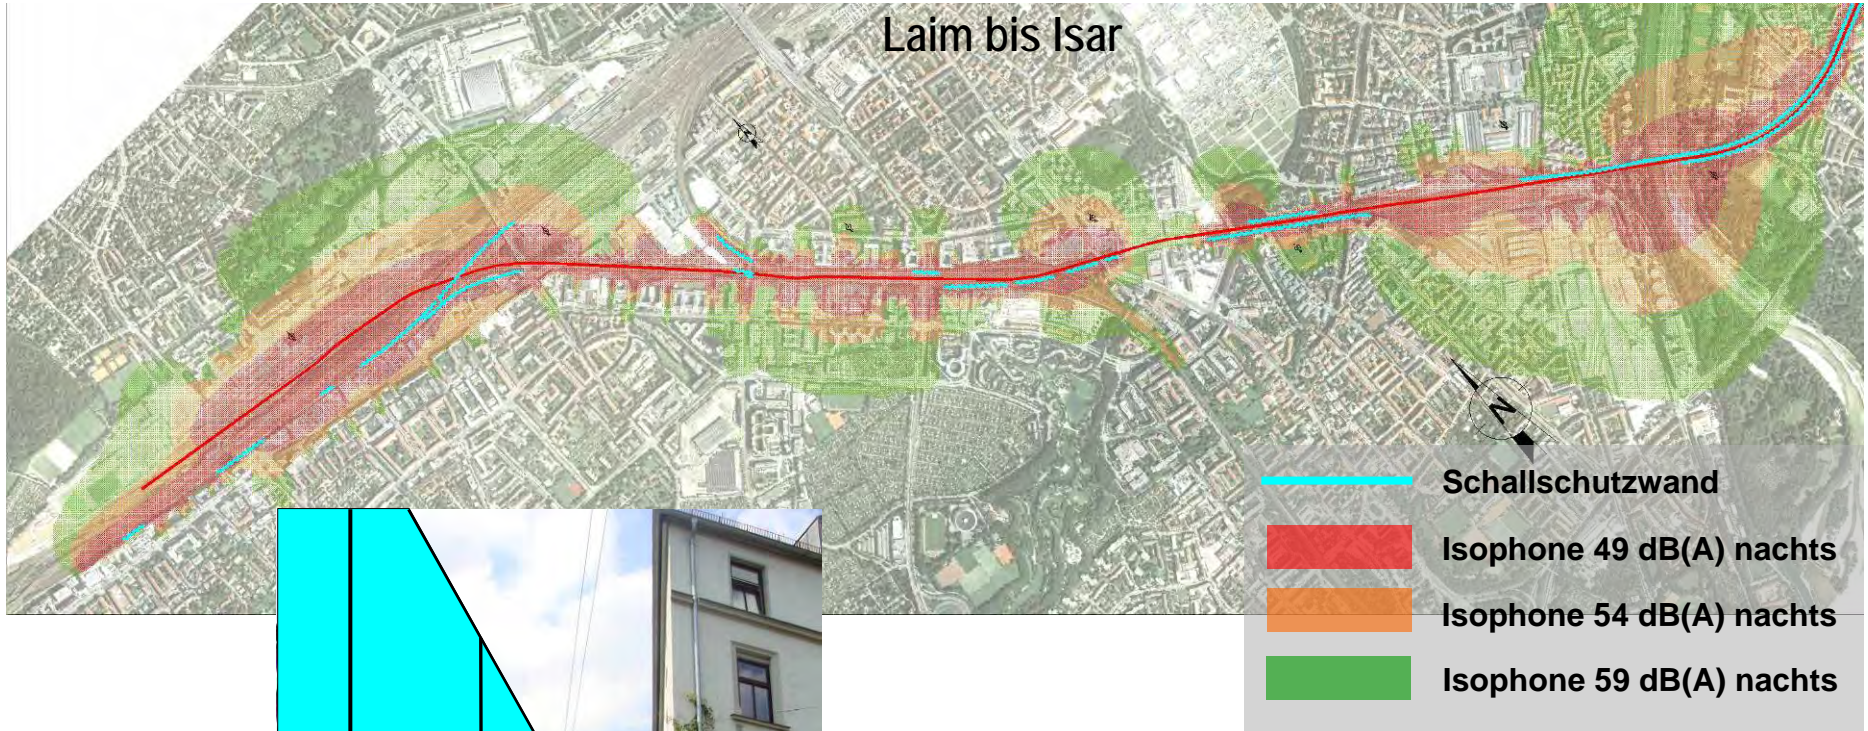 Laim bis Isar
N
Schallschutzwand
Isophone 49 dB(A) nachts
Isophone 54 dB(A) nachts
Isophone 59 dB(A) nachts